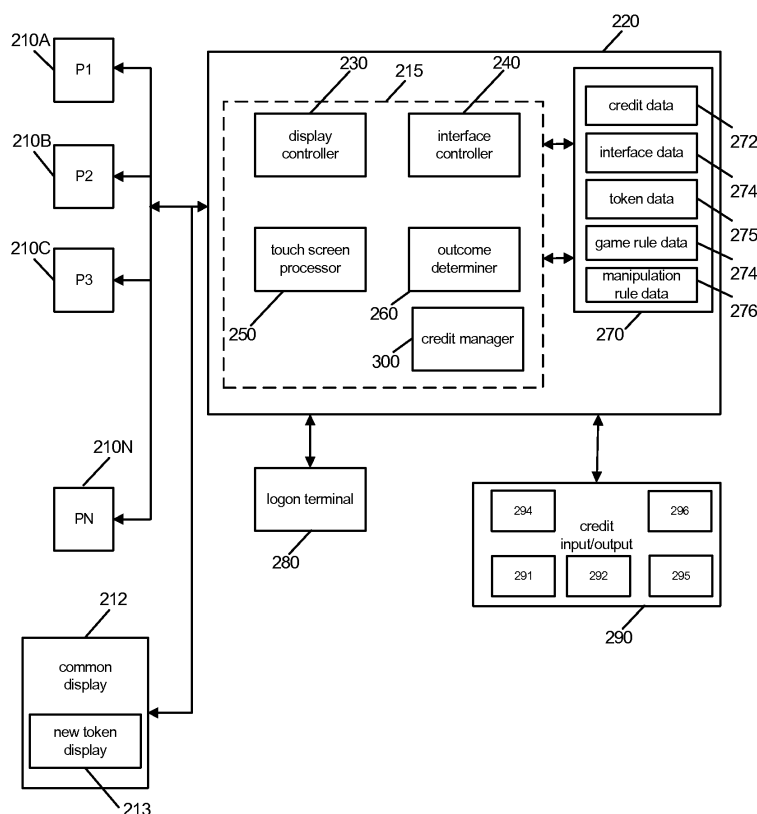 220
210A
P1
230
215
240
display
controller
interface
controller
credit data
272
210B
P2
interface data
274
token data
275
210C
P3
touch screen
processor
outcome
determiner
game rule data
274
manipulation
rule data
276
250
260
300
credit manager
270
210N
PN
logon terminal
280
294
296
credit
input/output
291
292
295
290
212
common
display
new token
display
213